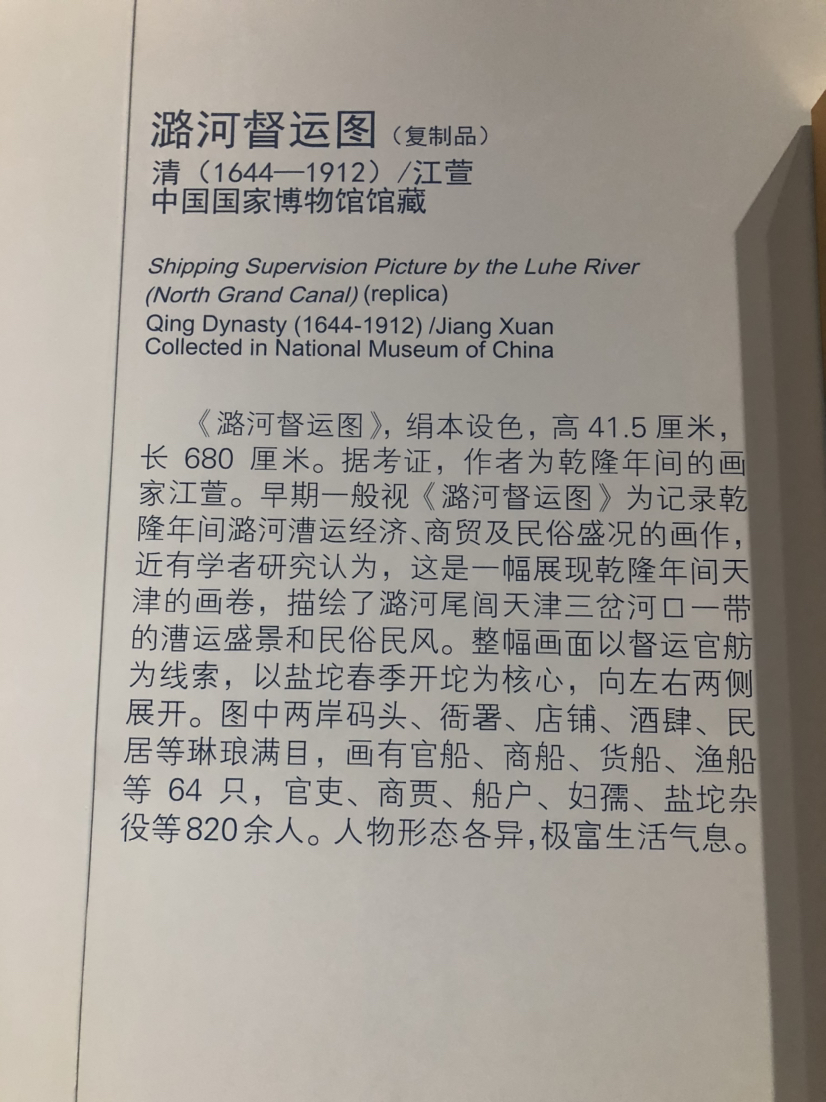 潞河督运图（复制品）
清（1644—1912）/江萱
中国国家博物馆馆藏
Shipping Supervision Picture by the Luhe River
(North Grand Canal) (replica)
Qing Dynasty (1644-1912) /Jiang Xuan
Collected in National Museum of China
《潞河督运图》，绢本设色，高 41.5 厘米，
长 680 厘米。据考证，作者为乾隆年间的画
家江萱。早期一般视《潞河督运图》为记录乾
隆年间潞河漕运经济、商贸及民俗盛况的画作，
近有学者研究认为，这是一幅展现乾隆年间天
津的画卷，描绘了潞河尾闾天津三岔河口一带
的漕运盛景和民俗民风。整幅画面以督运官舫
为线索，以盐坨春季开坨为核心，向左右两侧
展开。图中两岸码头、衙署、店铺、酒肆、民
居等琳琅满目，画有官船、商船、货船、渔船
等 64 只，官吏、商贾、船户、妇孺、盐坨杂
役等820余人。人物形态各异，极富生活气息。